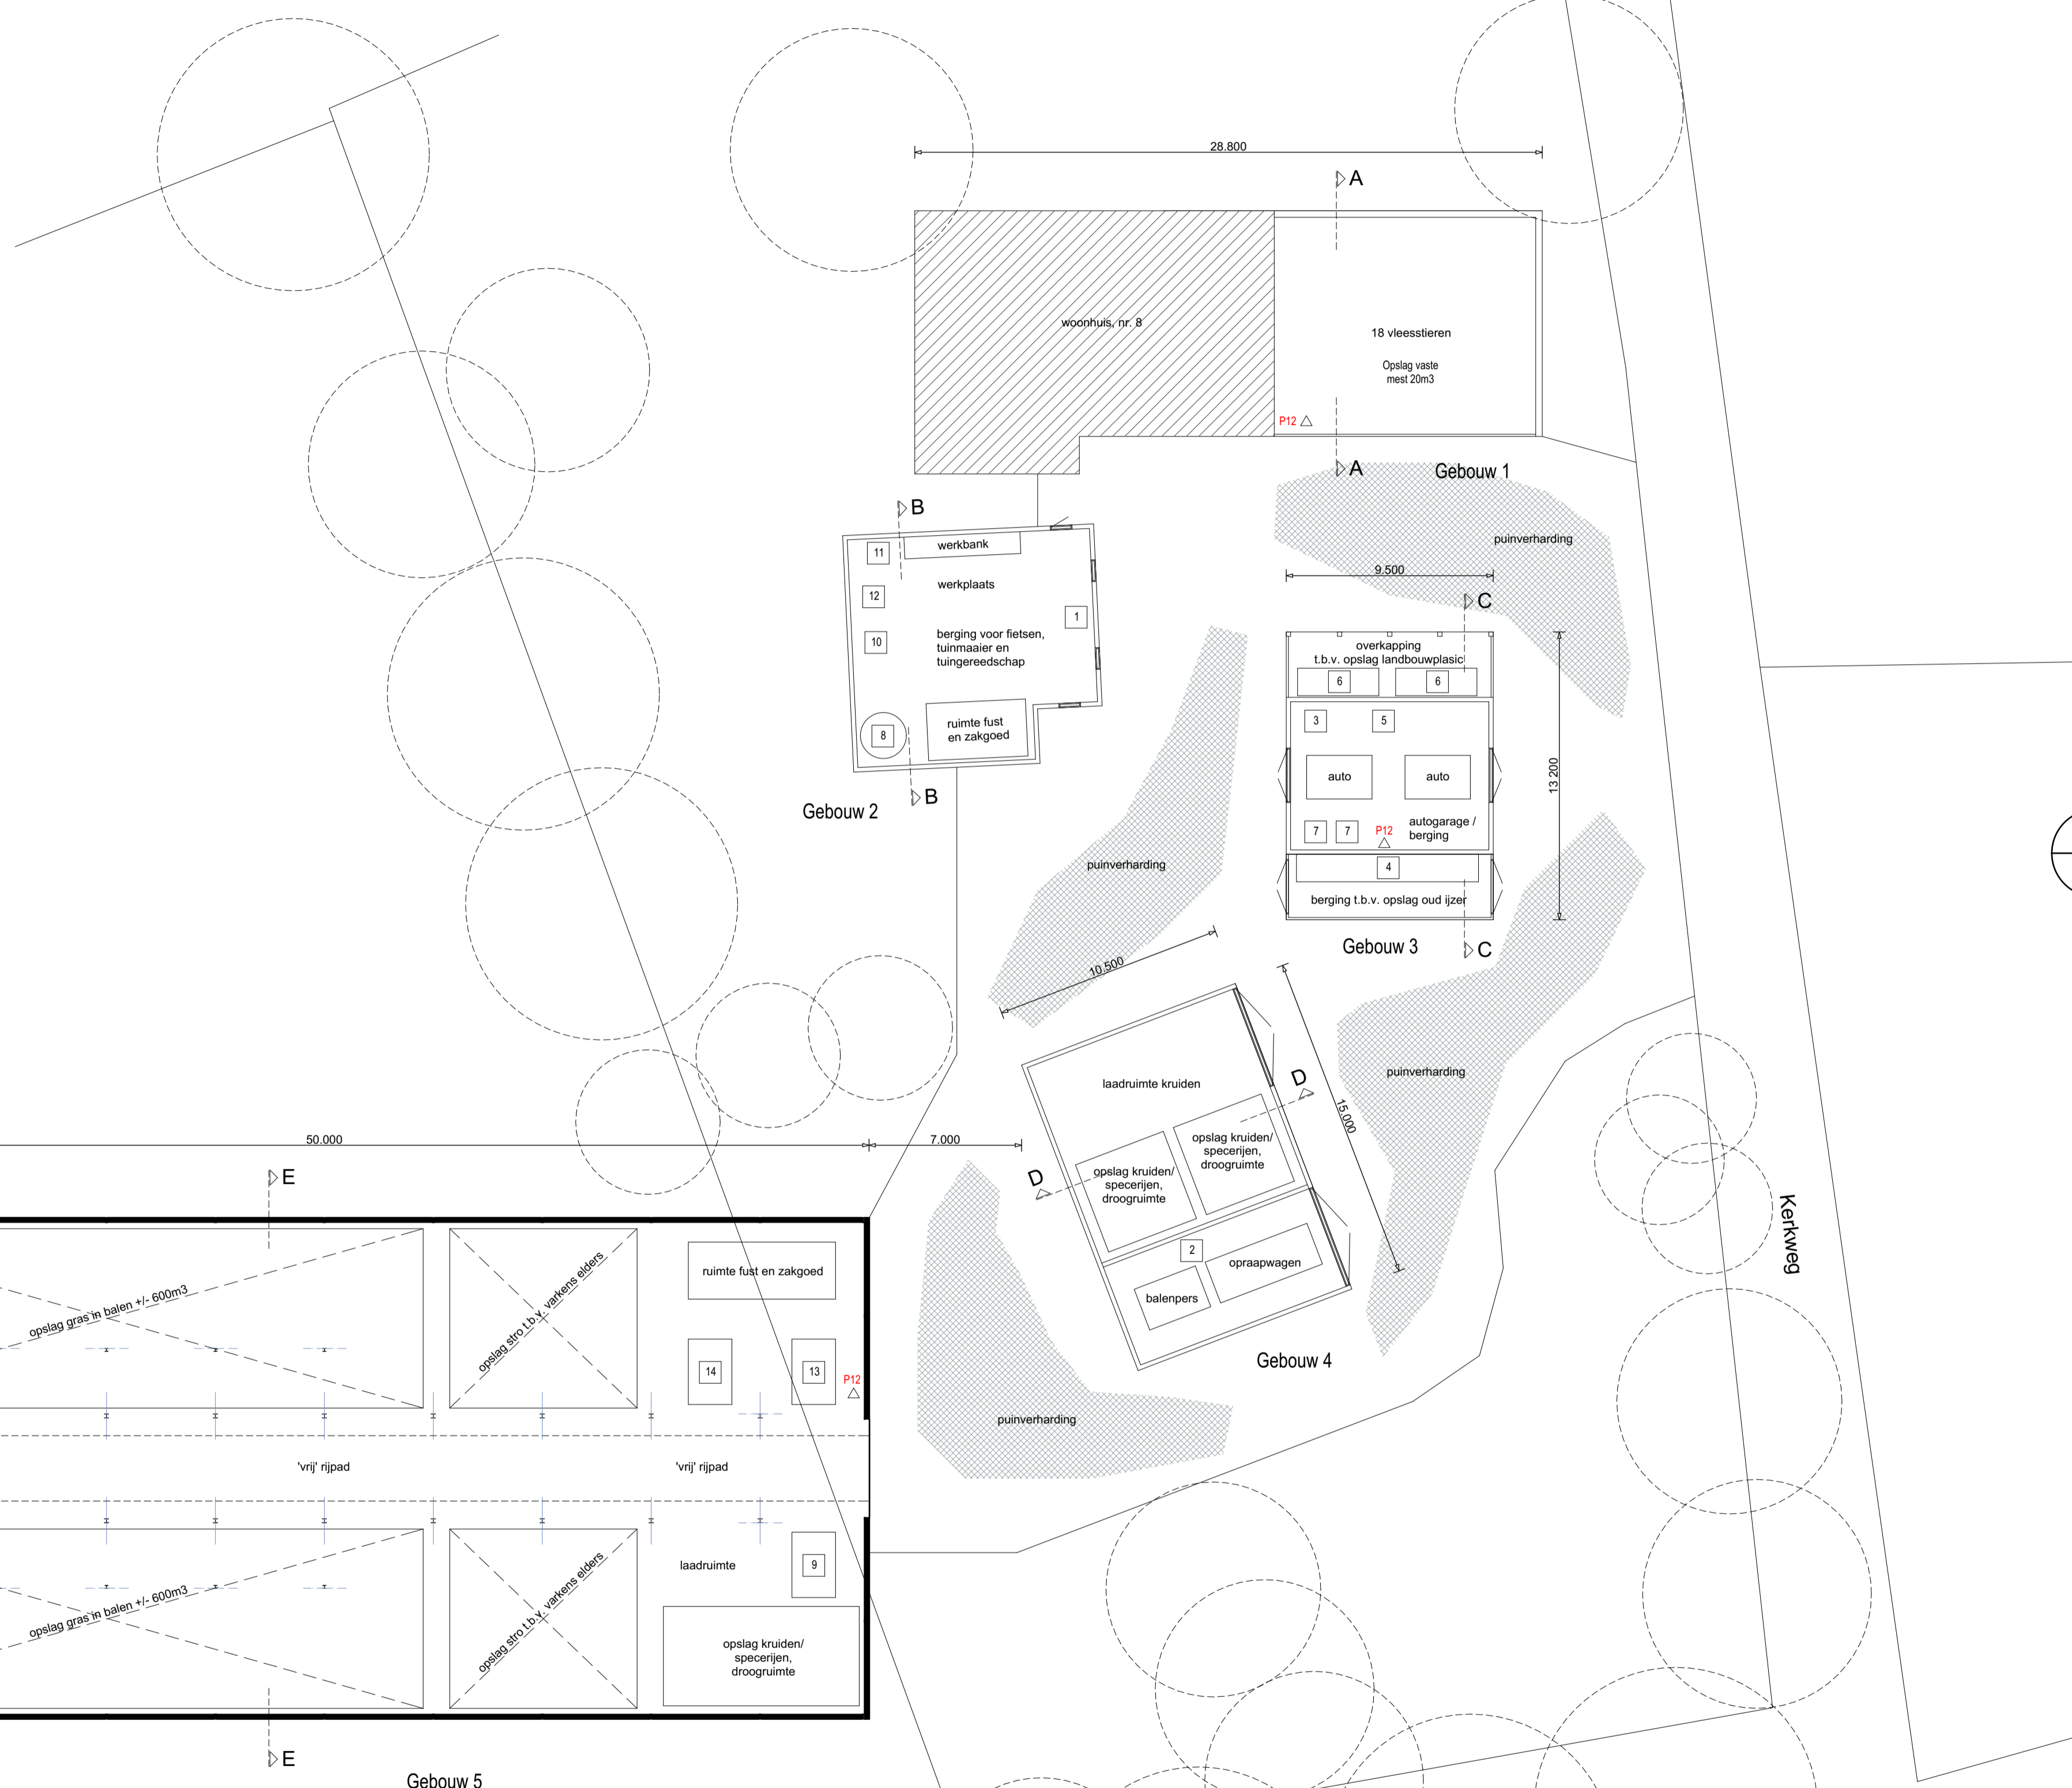 28.800
A
woonhuis, nr. 8
18 vleesstieren
Opslag vaste
mest 20m3
P12
A
Gebouw 1
puinverharding
B
11
werkbank
12
werkplaats
1
10
berging voor fietsen,
tuinmaaier en
tuingereedschap
8
ruimte fust
en zakgoed
B
Gebouw 2
9.500
C
overkapping
t.b.v. opslag landbouwplasic
6
6
3
5
auto
auto
13 200
7
7
P12
autogarage /
berging
4
berging t.b.v. opslag oud ijzer
Gebouw 3
C
puinverharding
10.500
laadruimte kruiden
D
15.000
puinverharding
opslag kruiden/
specerijen,
droogruimte
opslag kruiden/
specerijen,
droogruimte
D
2
opraapwagen
balenpers
Gebouw 4
Kerkweg
50.000
7.000
E
opslag gras in balen +/- 600m3
opslag stro t.b.v. varkens elders
ruimte fust en zakgoed
14
13
P12
puinverharding
'vrij' rijpad
'vrij' rijpad
opslag gras in balen +/- 600m3
opslag stro t.b.v. varkens elders
laadruimte
9
opslag kruiden/
specerijen,
droogruimte
E
Gebouw 5